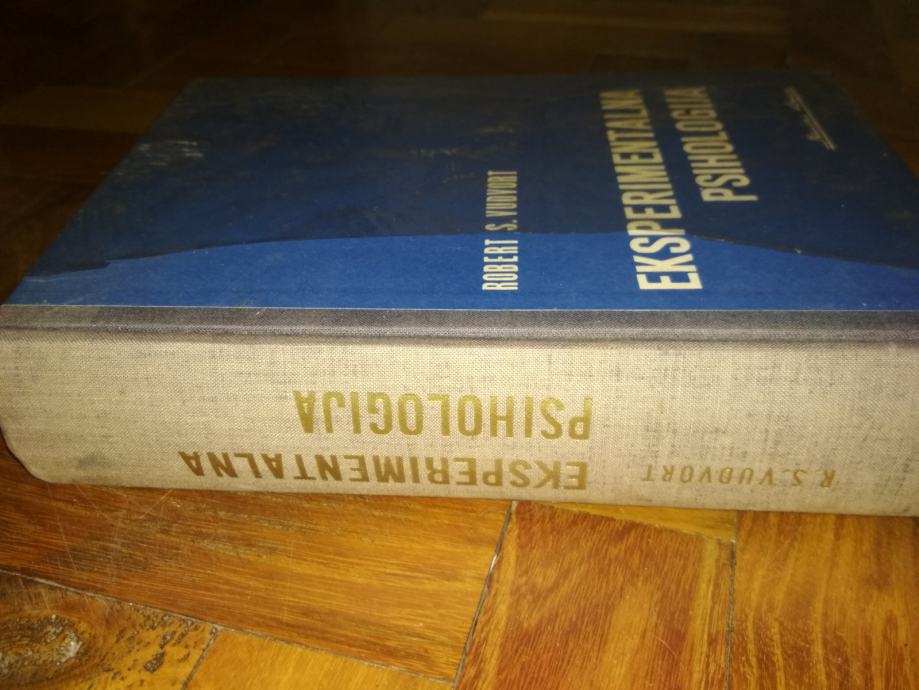 ROBERT S. VUDVORT
EKSPERIMENTALNA
PSIHOLOGIJA
R. S. VUDVORT
EKSPERIMENTALNA
PSIHOLOGIJA